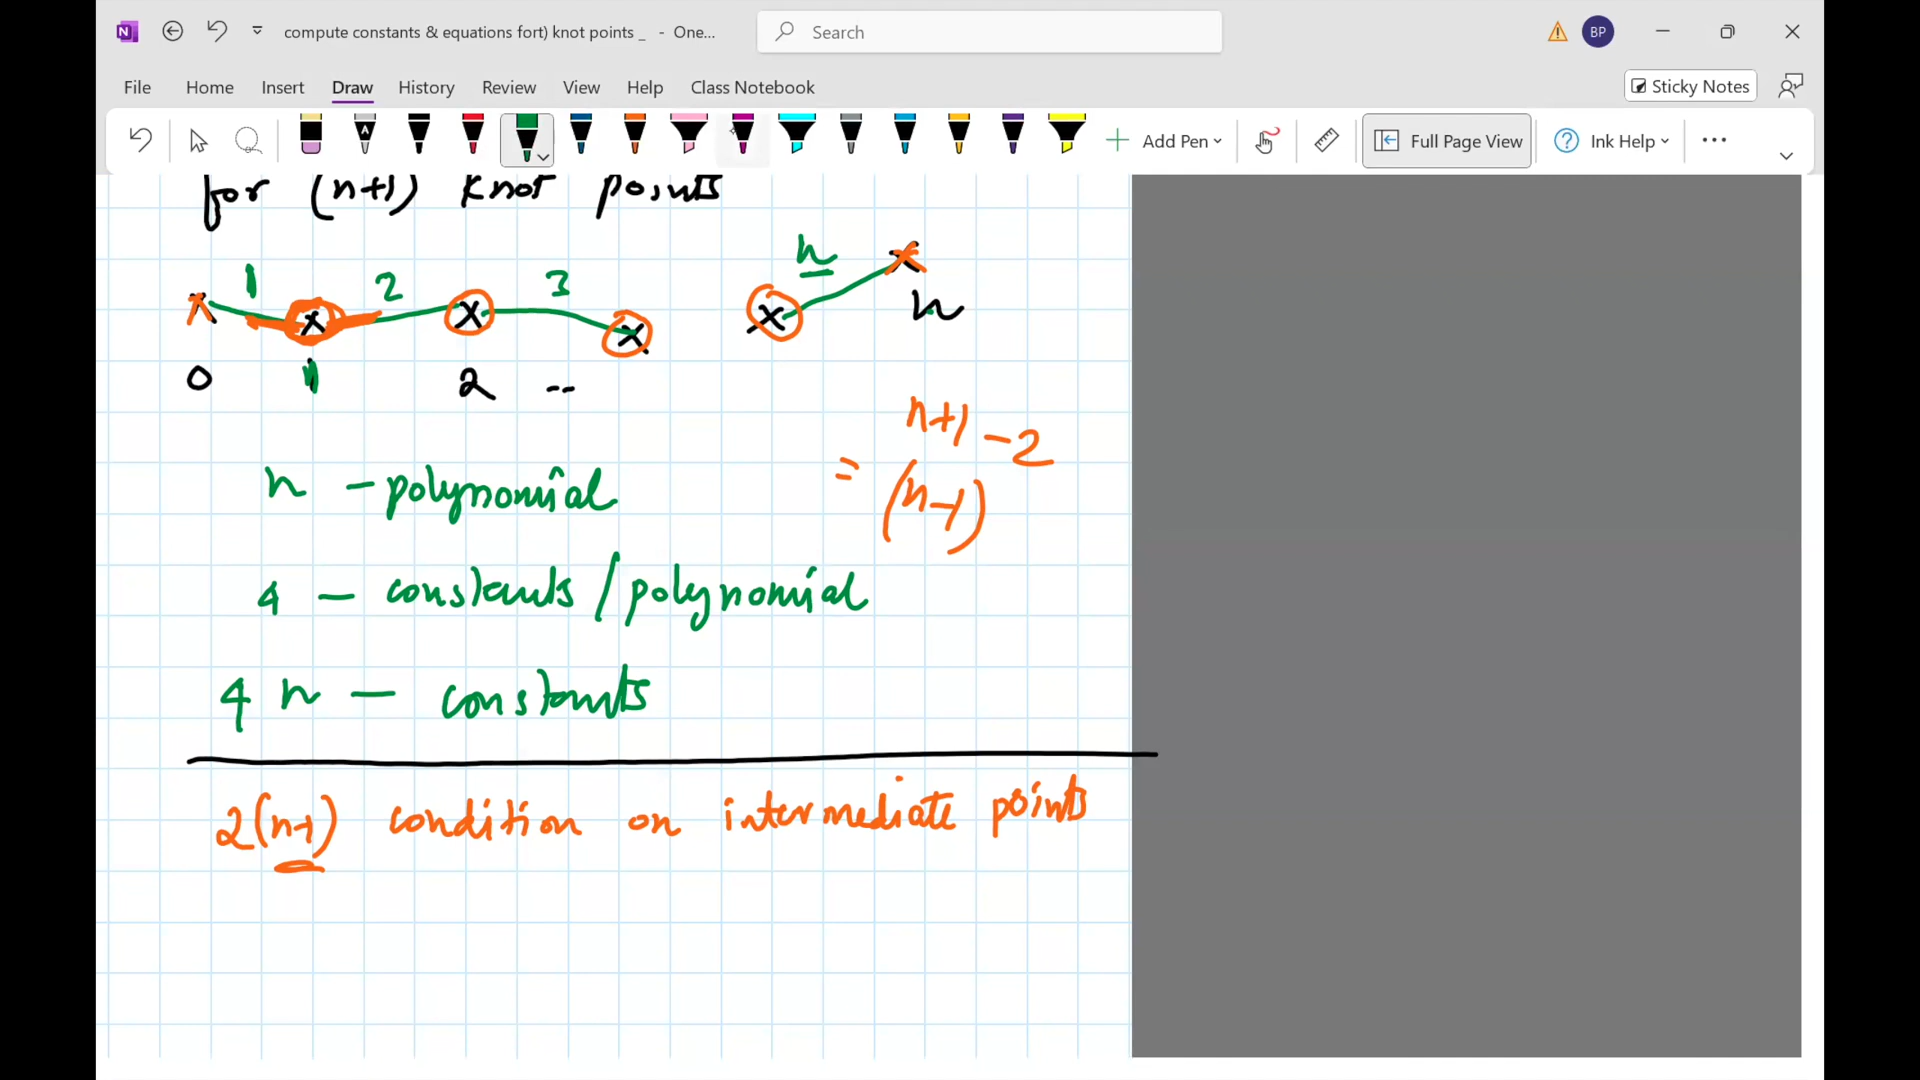 compute constants & equations fort) knot points _ - One...
Search
BP
File Home Insert Draw History Review View Help Class Notebook
Sticky Notes
Add Pen
Full Page View
Ink Help
for (n+1) knot points
1 2 3 n
x x x x x x
0 1 2 -- n
n+1 -2
= (n-1)
n - polynomial
4 - constants / polynomial
4 n - constants
2(n-1) condition on intermediate points